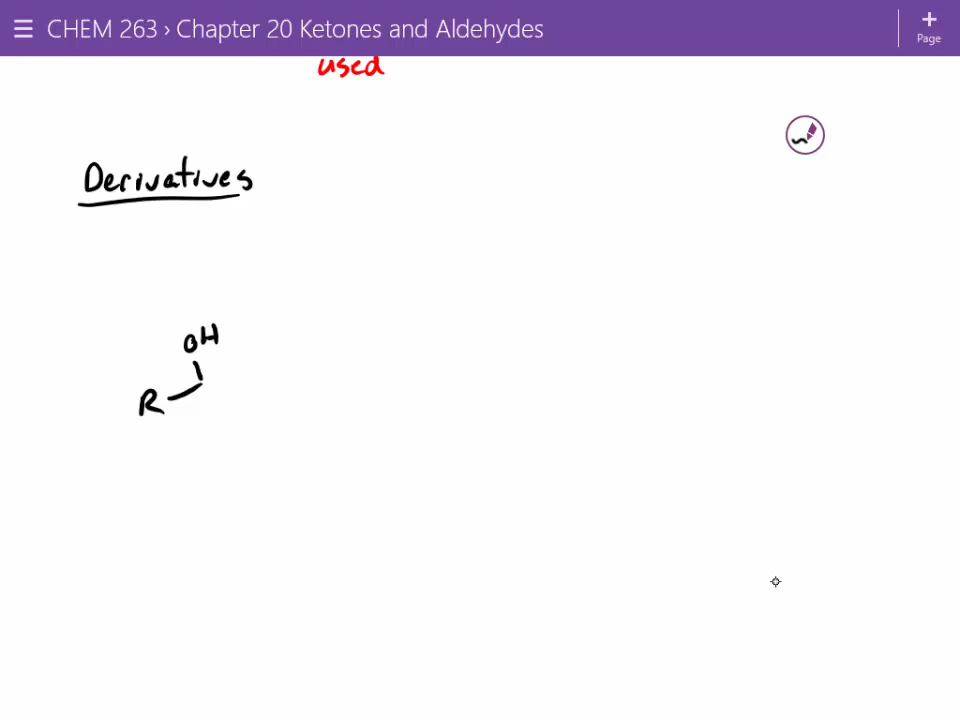 ☰ CHEM 263 › Chapter 20 Ketones and Aldehydes
+
Page
used
Derivatives
OH
R